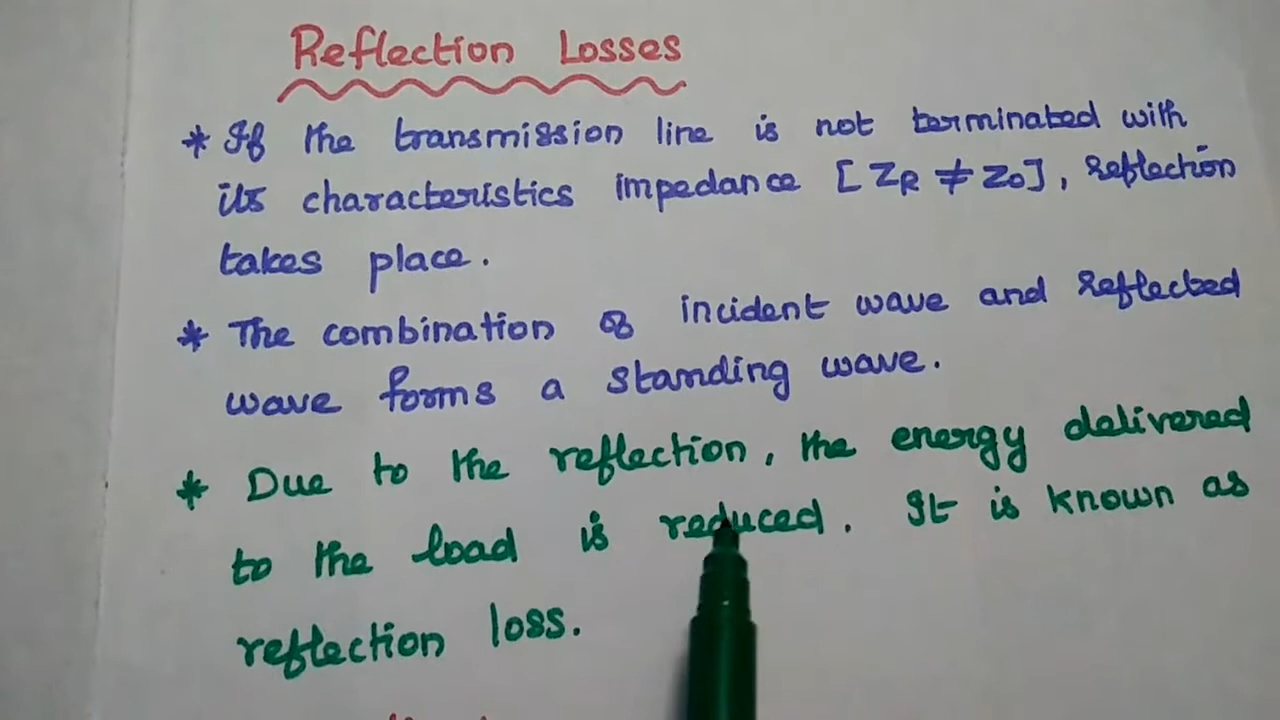 Reflection Losses
* If the transmission line is not terminated with
its characteristics impedance [ZR ≠ Zo], reflection
takes place.
* The combination of incident wave and reflected
wave forms a standing wave.
* Due to the reflection, the energy delivered
to the load is reduced. It is known as
reflection loss.